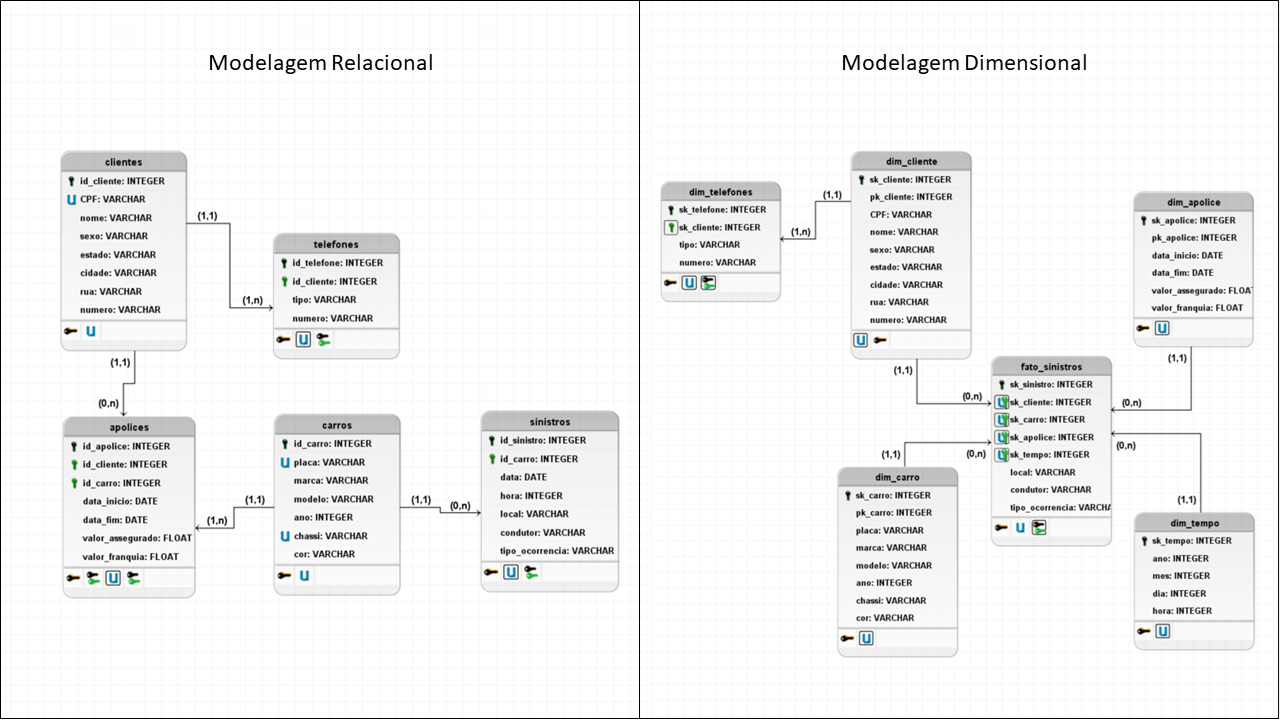 Modelagem Relacional
clientes
id_cliente: INTEGER
U CPF: VARCHAR
nome: VARCHAR
sexo: VARCHAR
estado: VARCHAR
cidade: VARCHAR
rua: VARCHAR
numero: VARCHAR
U
(1,1)
(1,n)
telefones
id_telefone: INTEGER
id_cliente: INTEGER
tipo: VARCHAR
numero: VARCHAR
U
(1,1)
(0,n)
apolices
id_apolice: INTEGER
id_cliente: INTEGER
id_carro: INTEGER
data_inicio: DATE
data_fim: DATE
valor_assegurado: FLOAT
valor_franquia: FLOAT
U
(1,1)
(1,n)
carros
id_carro: INTEGER
U placa: VARCHAR
marca: VARCHAR
modelo: VARCHAR
ano: INTEGER
U chassi: VARCHAR
cor: VARCHAR
U
(1,1)
(0,n)
sinistros
id_sinistro: INTEGER
id_carro: INTEGER
data: DATE
hora: INTEGER
local: VARCHAR
condutor: VARCHAR
tipo_ocorrencia: VARCHAR
U
Modelagem Dimensional
dim_telefones
sk_telefone: INTEGER
sk_cliente: INTEGER
tipo: VARCHAR
numero: VARCHAR
U
(1,1)
(1,n)
dim_cliente
sk_cliente: INTEGER
pk_cliente: INTEGER
CPF: VARCHAR
nome: VARCHAR
sexo: VARCHAR
estado: VARCHAR
cidade: VARCHAR
rua: VARCHAR
numero: VARCHAR
U
(1,1)
(0,n)
dim_apolice
sk_apolice: INTEGER
pk_apolice: INTEGER
data_inicio: DATE
data_fim: DATE
valor_assegurado: FLOA
valor_franquia: FLOAT
U
(1,1)
(0,n)
fato_sinistros
sk_sinistro: INTEGER
U sk_cliente: INTEGER
U sk_carro: INTEGER
U sk_apolice: INTEGER
U sk_tempo: INTEGER
local: VARCHAR
condutor: VARCHAR
tipo_ocorrencia: VARCHA
U
(1,1)
(0,n)
dim_carro
sk_carro: INTEGER
pk_carro: INTEGER
placa: VARCHAR
marca: VARCHAR
modelo: VARCHAR
ano: INTEGER
chassi: VARCHAR
cor: VARCHAR
U
(0,n)
(1,1)
dim_tempo
sk_tempo: INTEGER
ano: INTEGER
mes: INTEGER
dia: INTEGER
hora: INTEGER
U